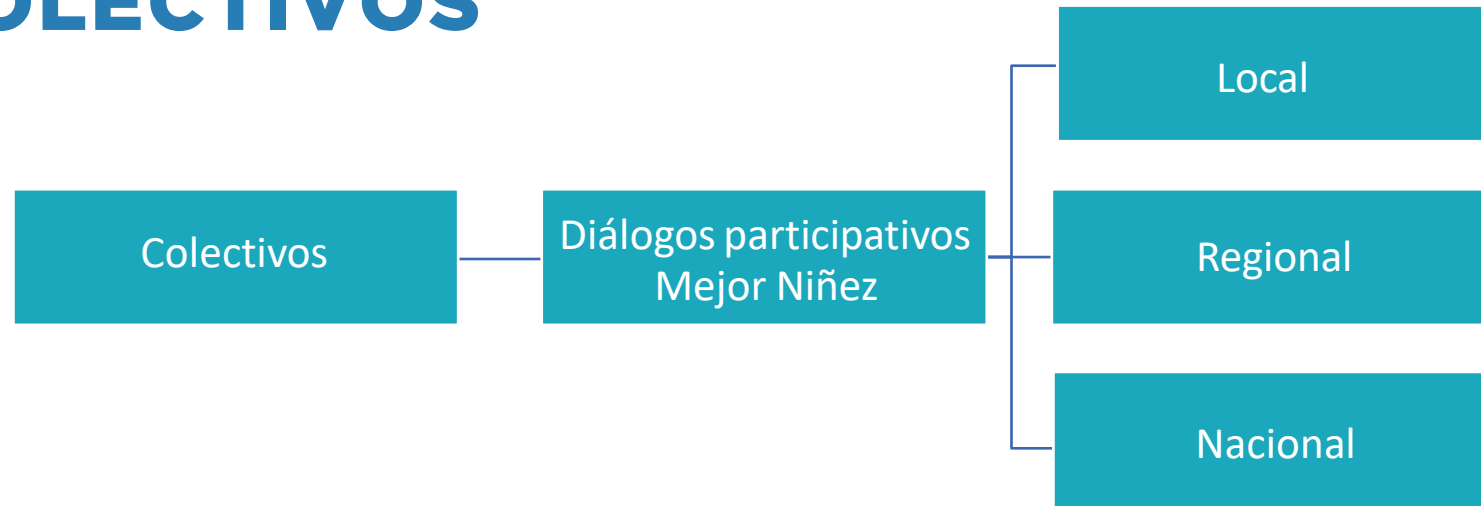 OLECTIVOS
Local
Colectivos
Diálogos participativos
Mejor Niñez
Regional
Nacional